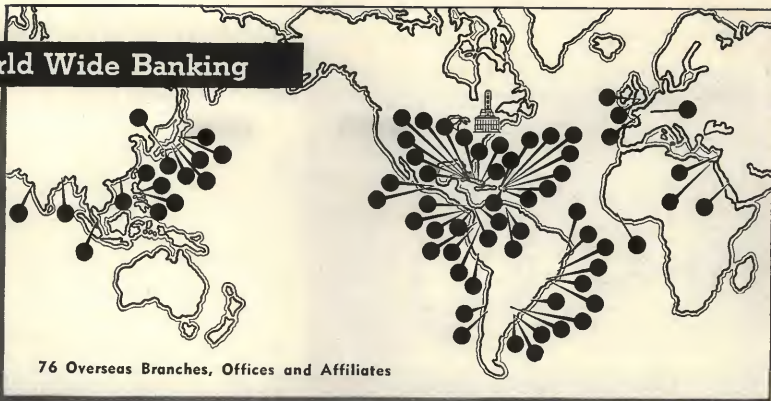 rld Wide Banking
76 Overseas Branches, Offices and Affiliates